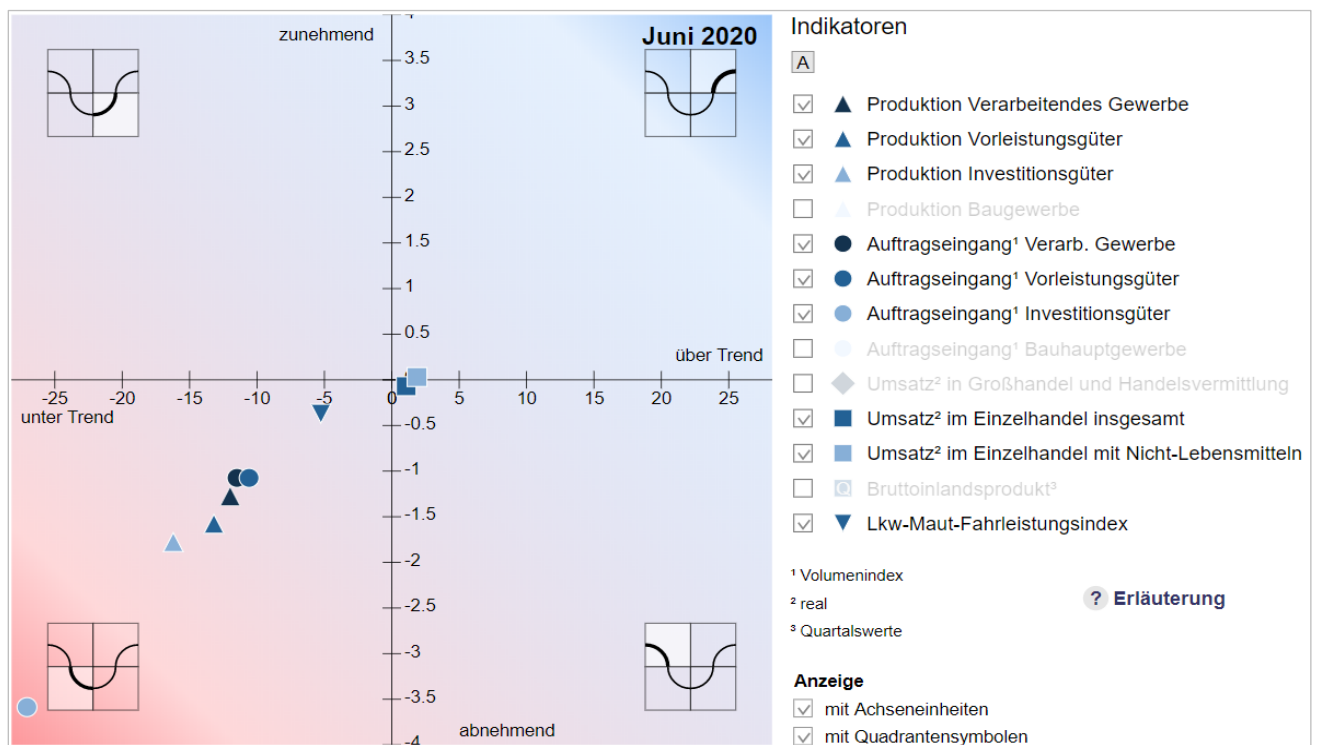 zunehmend
Juni 2020
4
3.5
3
2.5
2
1.5
1
0.5
über Trend
-25 -20 -15 -10 -5 0 5 10 15 20 25
unter Trend
-0.5
-1
-1.5
-2
-2.5
-3
-3.5
-4
abnehmend
Indikatoren
A
Produktion Verarbeitendes Gewerbe
Produktion Vorleistungsgüter
Produktion Investitionsgüter
Produktion Baugewerbe
Auftragseingang¹ Verarb. Gewerbe
Auftragseingang¹ Vorleistungsgüter
Auftragseingang¹ Investitionsgüter
Auftragseingang¹ Bauhauptgewerbe
Umsatz² in Großhandel und Handelsvermittlung
Umsatz² im Einzelhandel insgesamt
Umsatz² im Einzelhandel mit Nicht-Lebensmitteln
Q Bruttoinlandsprodukt³
Lkw-Maut-Fahrleistungsindex
¹ Volumenindex
² real
³ Quartalswerte
? Erläuterung
Anzeige
mit Achseneinheiten
mit Quadrantensymbolen